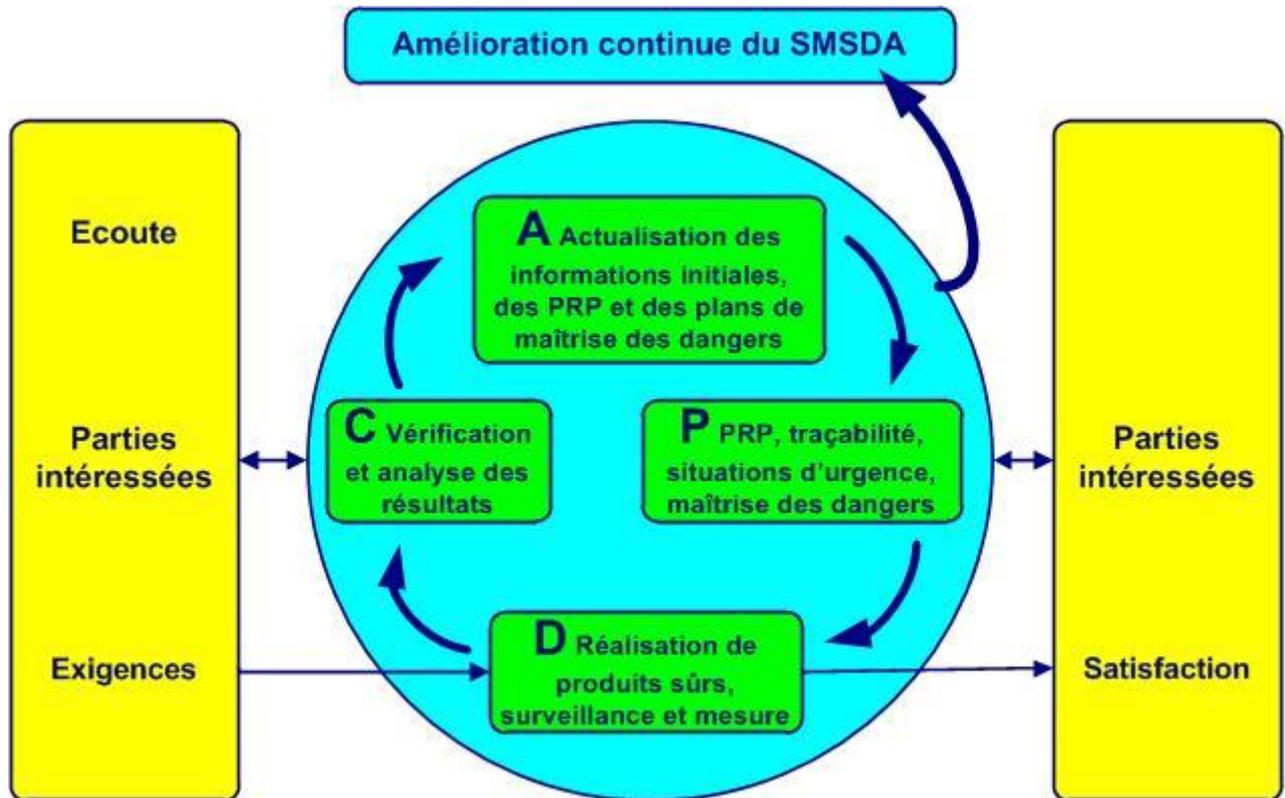 Amélioration continue du SMSDA
Ecoute
Parties
intéressées
Exigences
A Actualisation des
informations initiales,
des PRP et des plans de
maîtrise des dangers
C Vérification
et analyse des
résultats
P PRP, traçabilité,
situations d'urgence,
maîtrise des dangers
D Réalisation de
produits sûrs,
surveillance et mesure
Parties
intéressées
Satisfaction